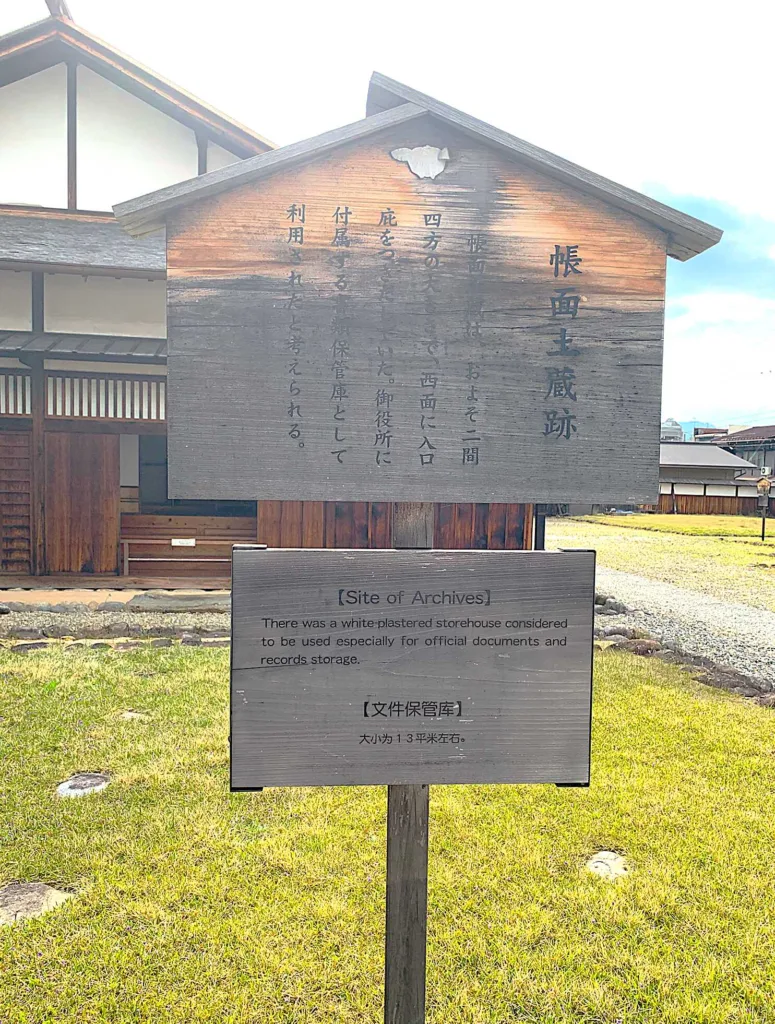 帳面土蔵跡
帳面土蔵は、およそ二間
四方の大きさで、西面に入口
庇をつ いた。御役所に
付属する書類保管庫として
利用されたと考えられる。
【Site of Archives】
There was a white-plastered storehouse considered
to be used especially for official documents and
records storage.
【文件保管库】
大小为13平米左右。